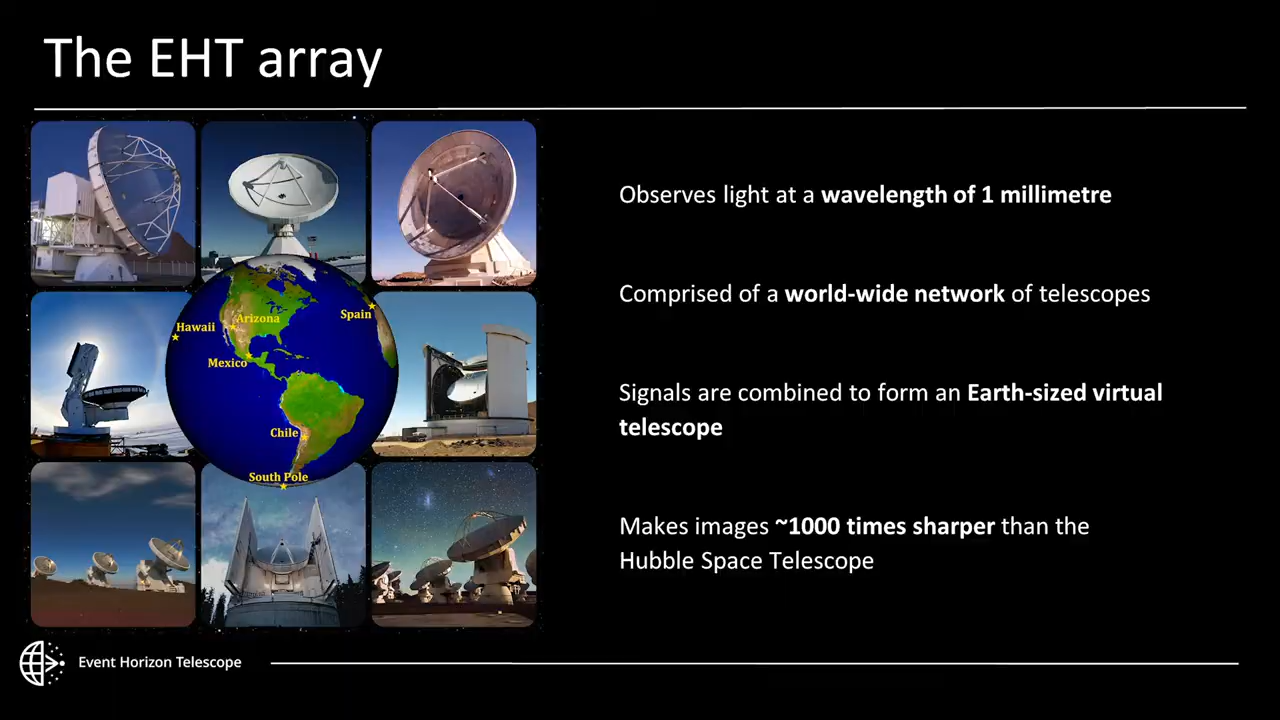 The EHT array
Observes light at a wavelength of 1 millimetre
Comprised of a world-wide network of telescopes
Signals are combined to form an Earth-sized virtual
telescope
Makes images ~1000 times sharper than the
Hubble Space Telescope
Hawaii
Arizona
Spain
Mexico
Chile
South Pole
Event Horizon Telescope